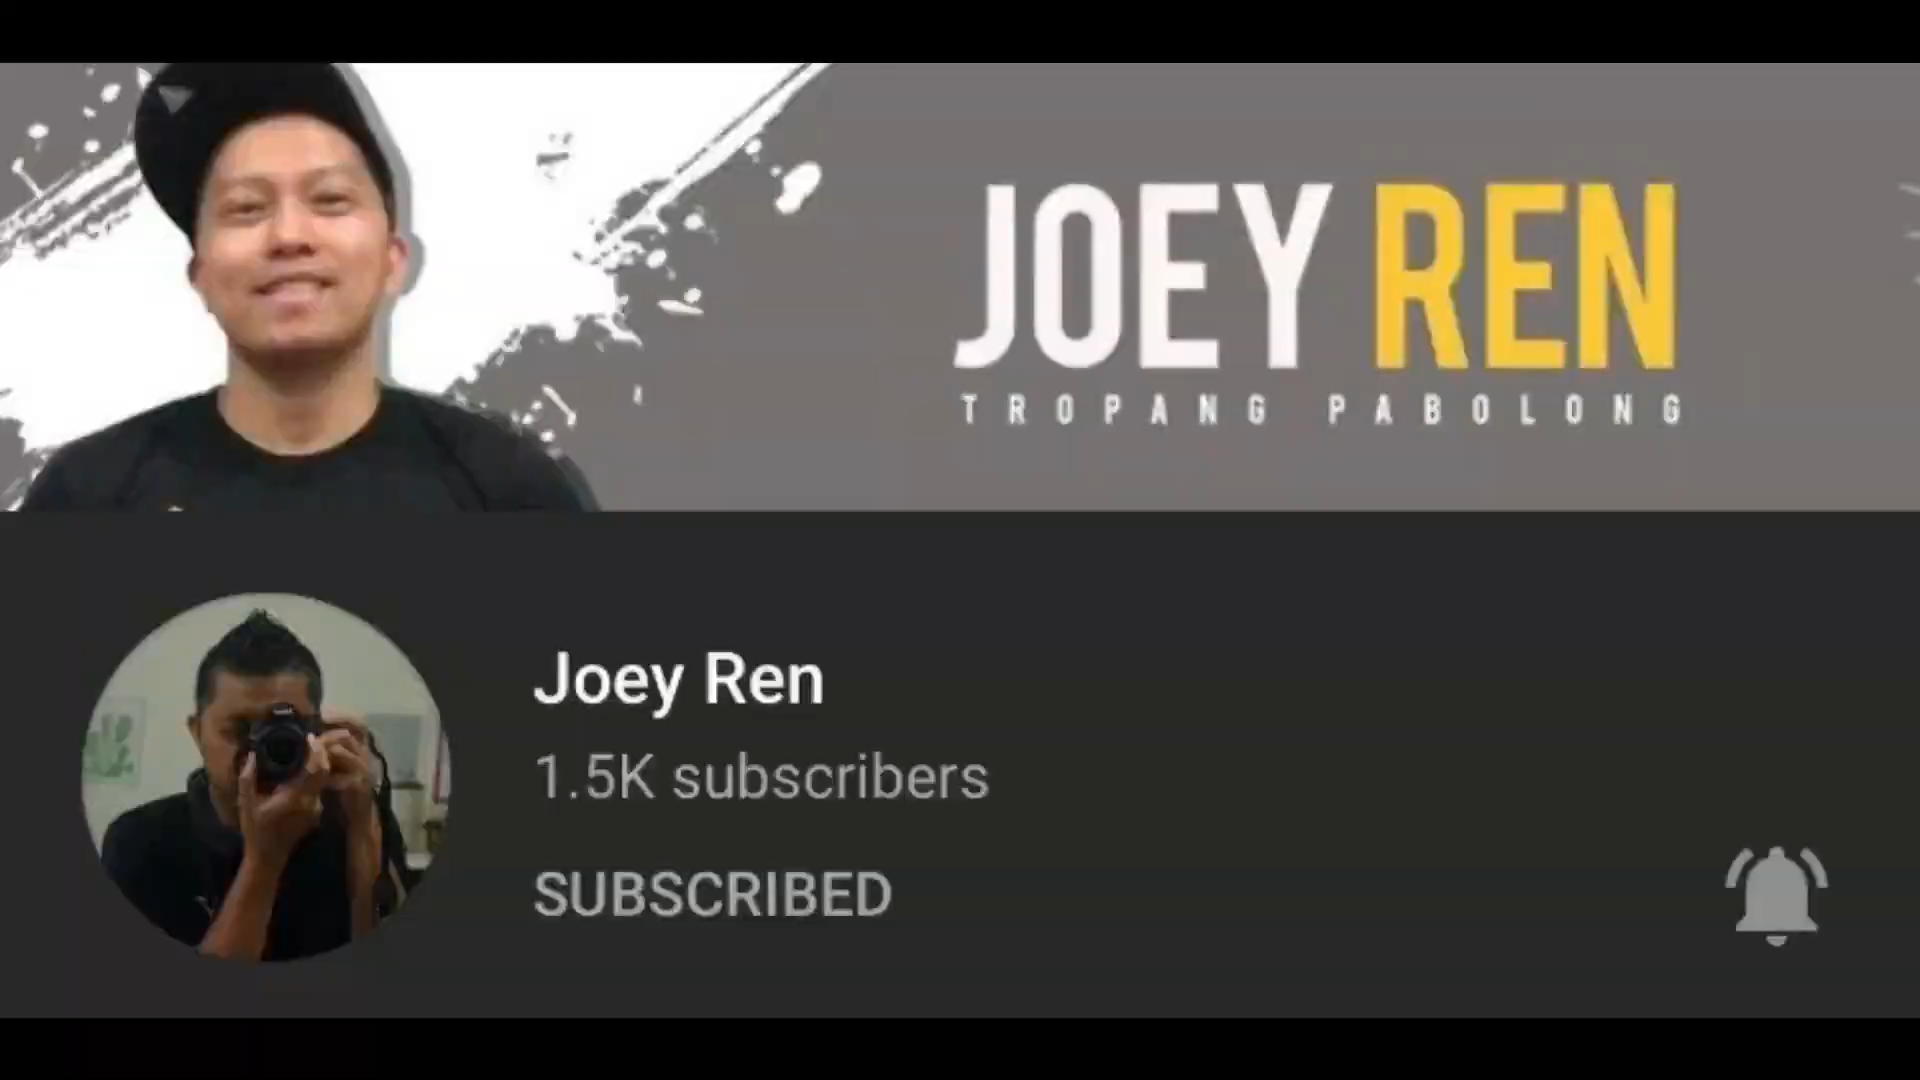 JOEY REN
TROPANG PABOLONG
Joey Ren
1.5K subscribers
SUBSCRIBED